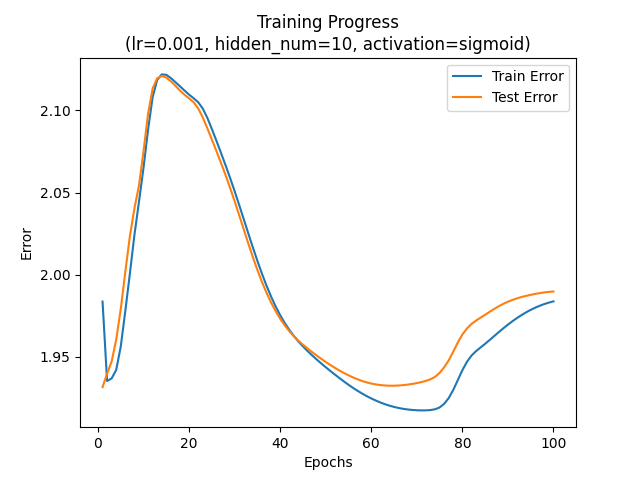 Training Progress
(lr=0.001, hidden_num=10, activation=sigmoid)
Train Error
Test Error
2.10
2.05
2.00
1.95
Error
0 20 40 60 80 100
Epochs